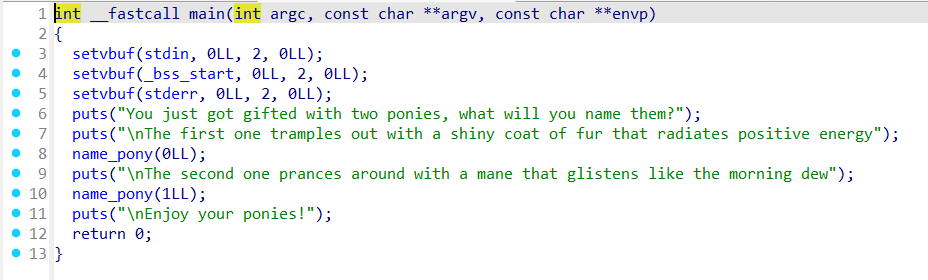 1 int __fastcall main(int argc, const char **argv, const char **envp)
2 {
3 setvbuf(stdin, 0LL, 2, 0LL);
4 setvbuf(_bss_start, 0LL, 2, 0LL);
5 setvbuf(stderr, 0LL, 2, 0LL);
6 puts("You just got gifted with two ponies, what will you name them?");
7 puts("\nThe first one tramples out with a shiny coat of fur that radiates positive energy");
8 name_pony(0LL);
9 puts("\nThe second one prances around with a mane that glistens like the morning dew");
10 name_pony(1LL);
11 puts("\nEnjoy your ponies!");
12 return 0;
13 }